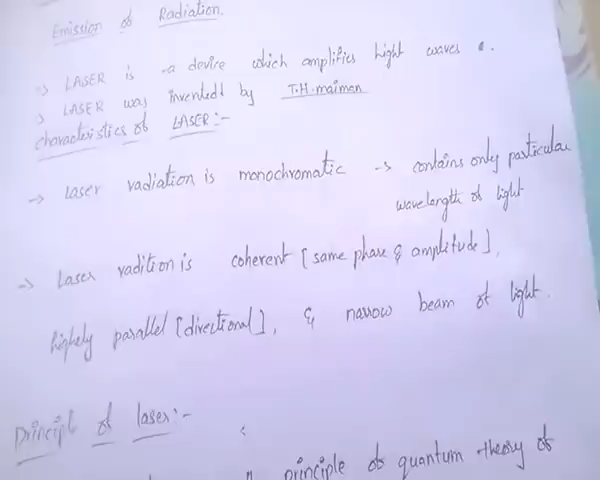 Emission of Radiation.
→ LASER is a device which amplifies light waves.
→ LASER was invented by T.H.maiman
characteristics of LASER:-
→ laser radiation is monochromatic → contains only particular
wavelength of light
→ Laser radition is coherent [same phase & amplitude],
highely parallel [directional], & narrow beam of light.
Principle of laser:-
principle of quantum theory of